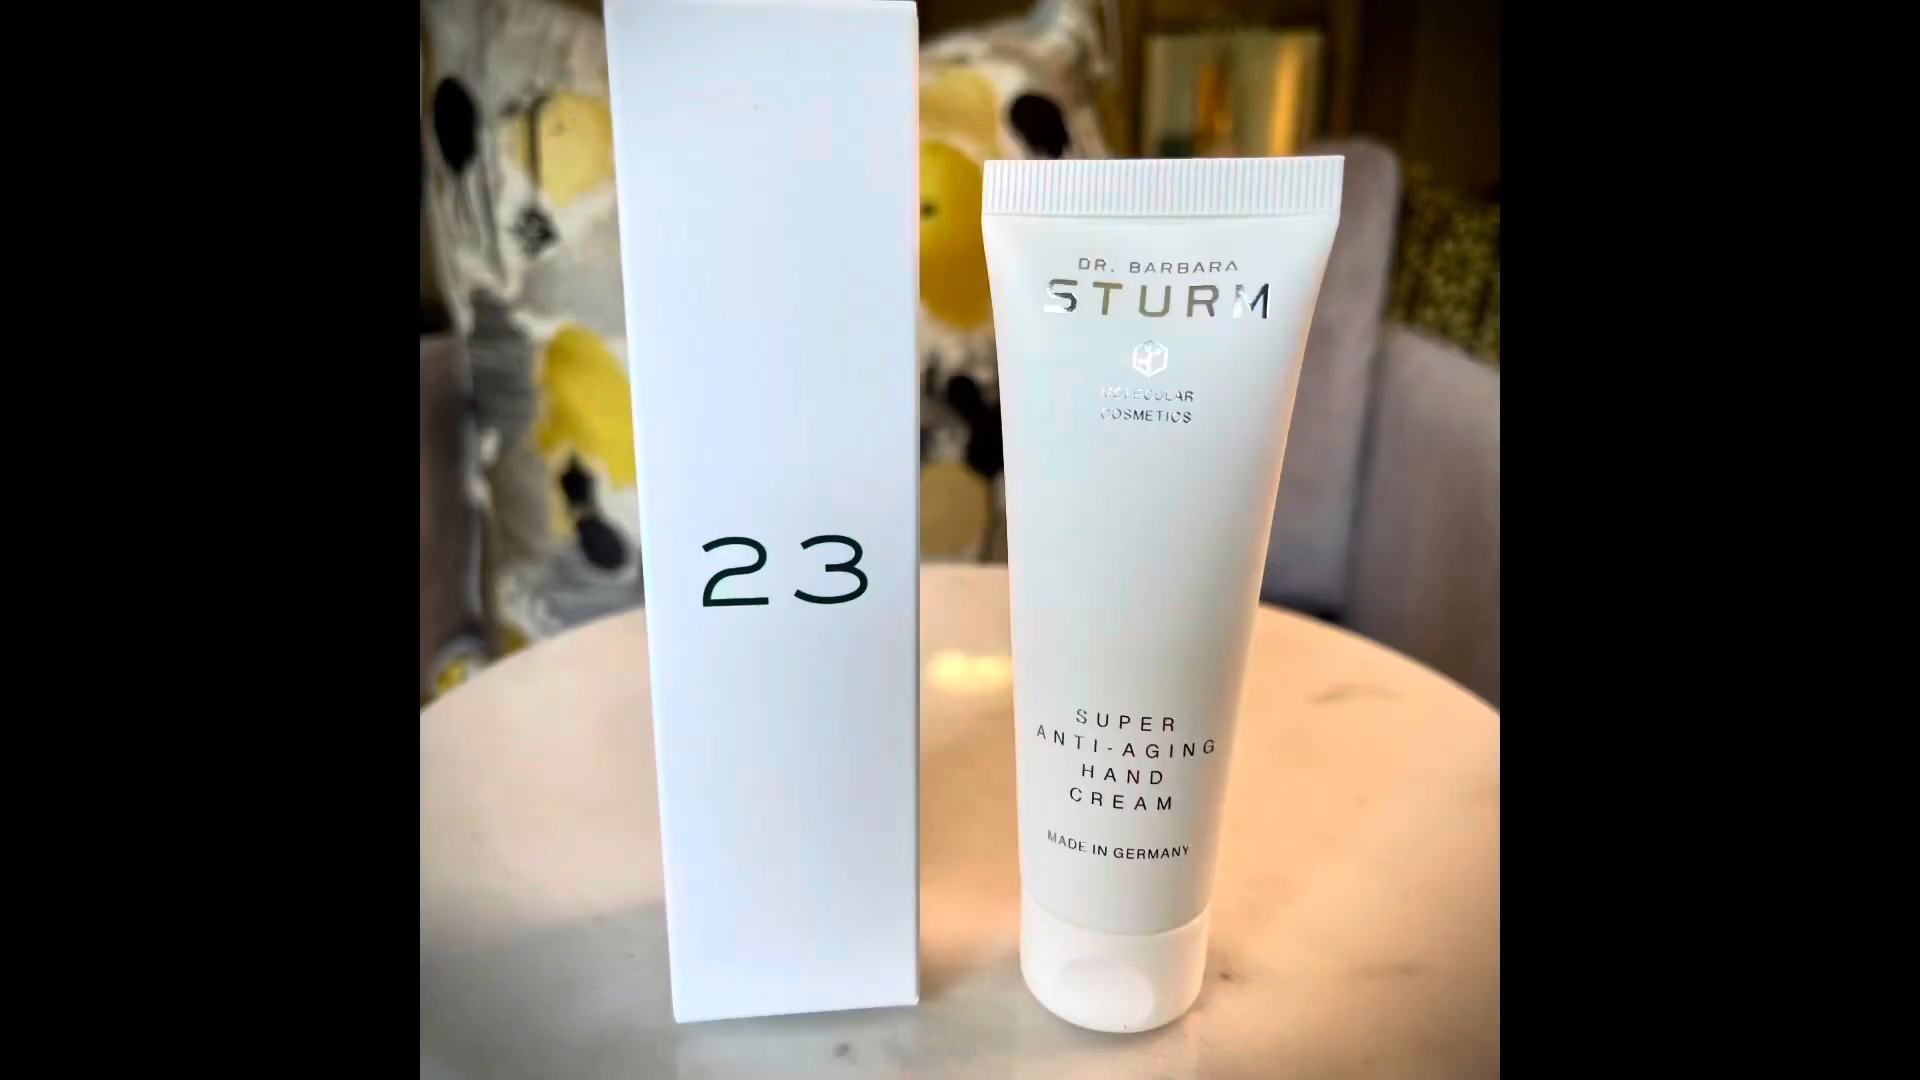 23
DR. BARBARA
STURM
MOLECULAR
COSMETICS
SUPER
ANTI-AGING
HAND
CREAM
MADE IN GERMANY